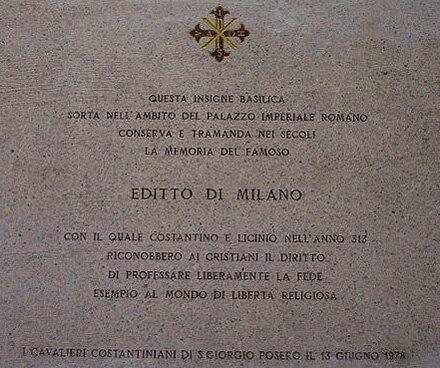 I H S V
QUESTA INSIGNE BASILICA
SORTA NELL'AMBITO DEL PALAZZO IMPERIALE ROMANO
CONSERVA E TRAMANDA NEI SECOLI
LA MEMORIA DEL FAMOSO
EDITTO DI MILANO
CON IL QUALE COSTANTINO E LICINIO NELL'ANNO 313
RICONOBBERO AI CRISTIANI IL DIRITTO
DI PROFESSARE LIBERAMENTE LA FEDE
ESEMPIO AL MONDO DI LIBERTÀ RELIGIOSA
I CAVALIERI COSTANTINIANI DI S. GIORGIO POSERO IL 13 GIUGNO 1978